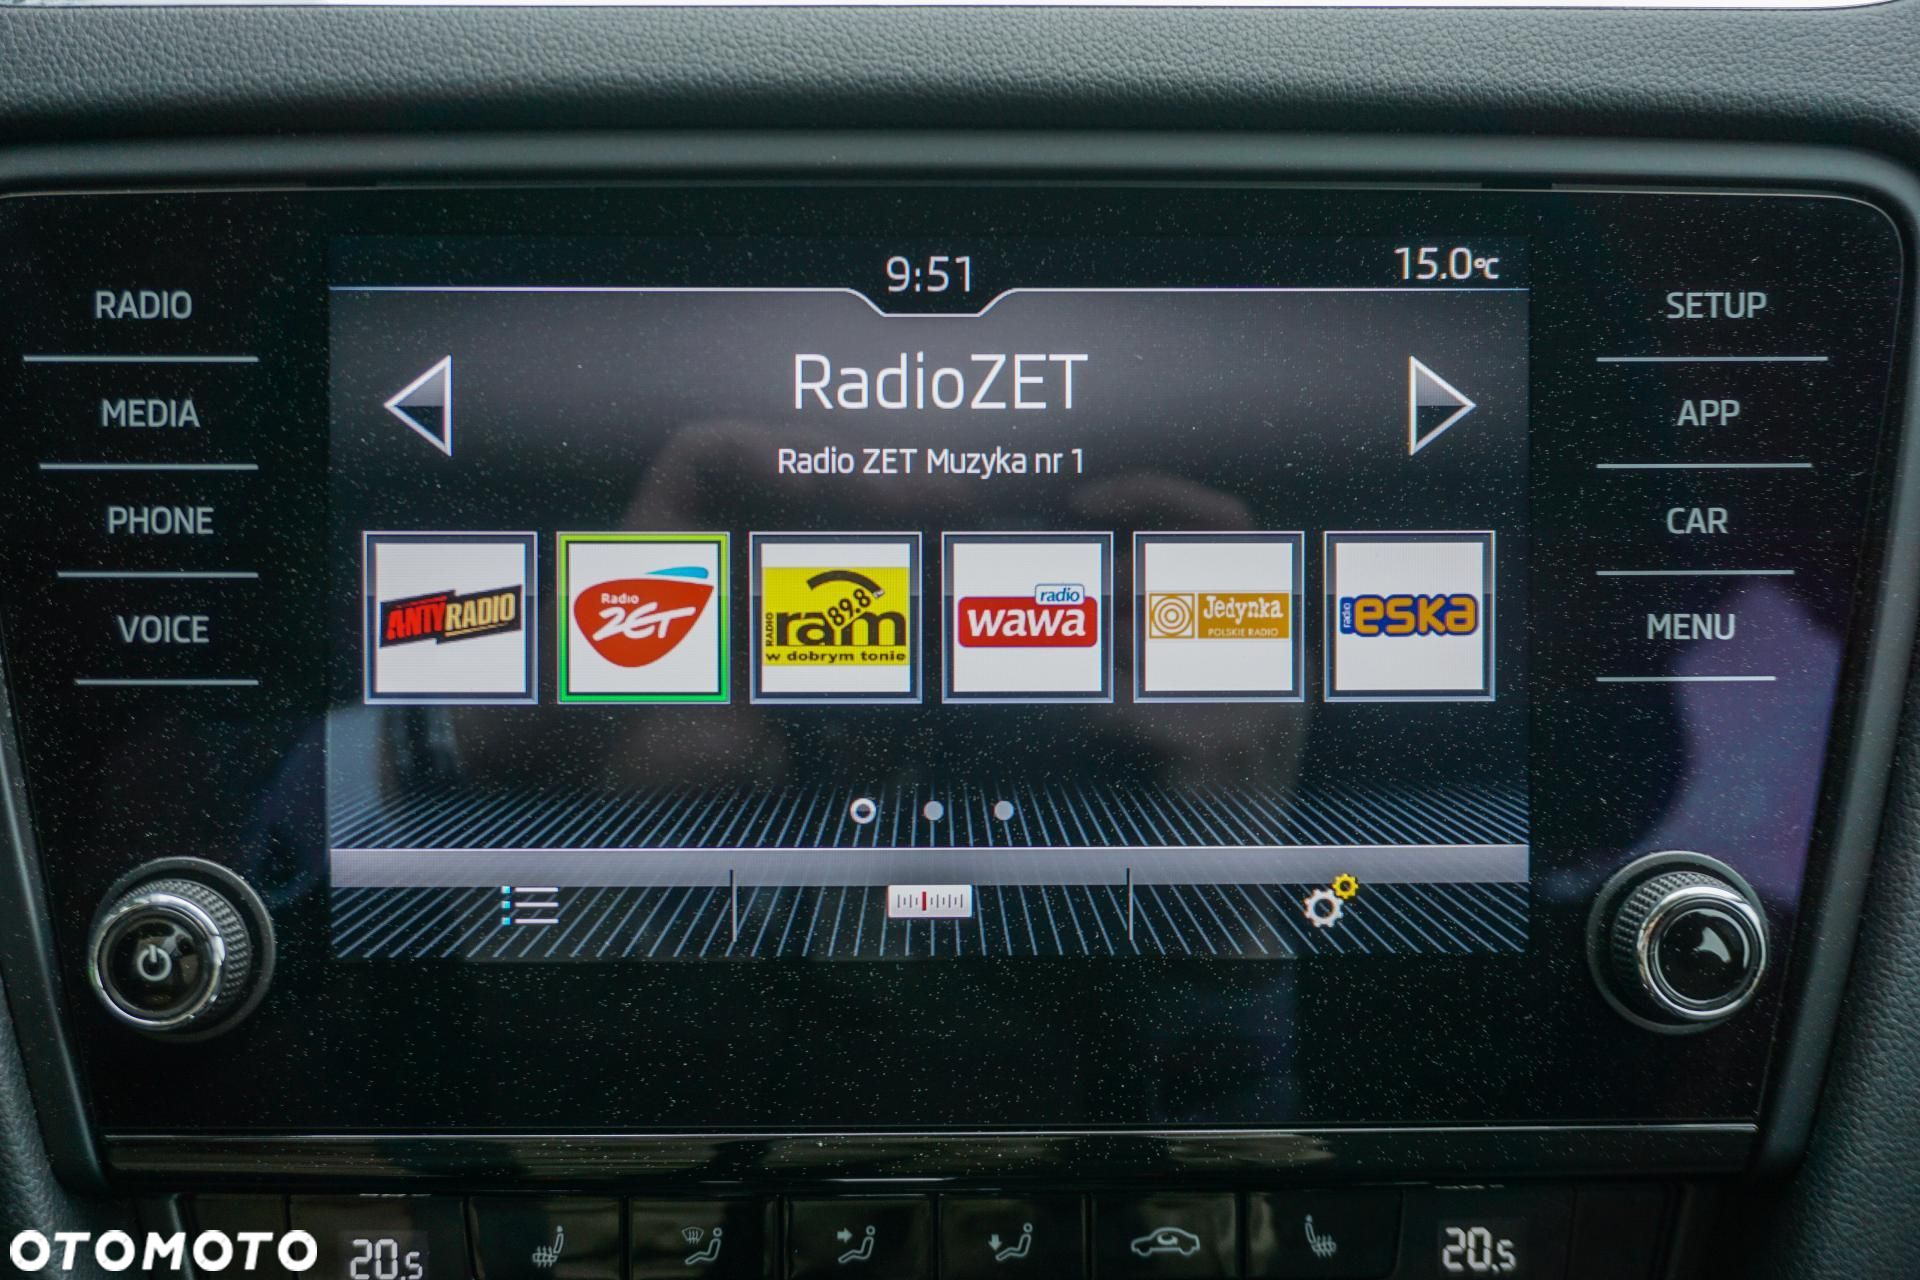 9:51
15.0°C
RADIO
MEDIA
PHONE
VOICE
SETUP
APP
CAR
MENU
RadioZET
Radio ZET Muzyka nr 1
ANTYRADIO
Radio
ZET
RADIO
ram
89.8
FM
w dobrym tonie
radio
wawa
Jedynka
POLSKIE RADIO
radio
eska
OTOMOTO
20.5
20.5